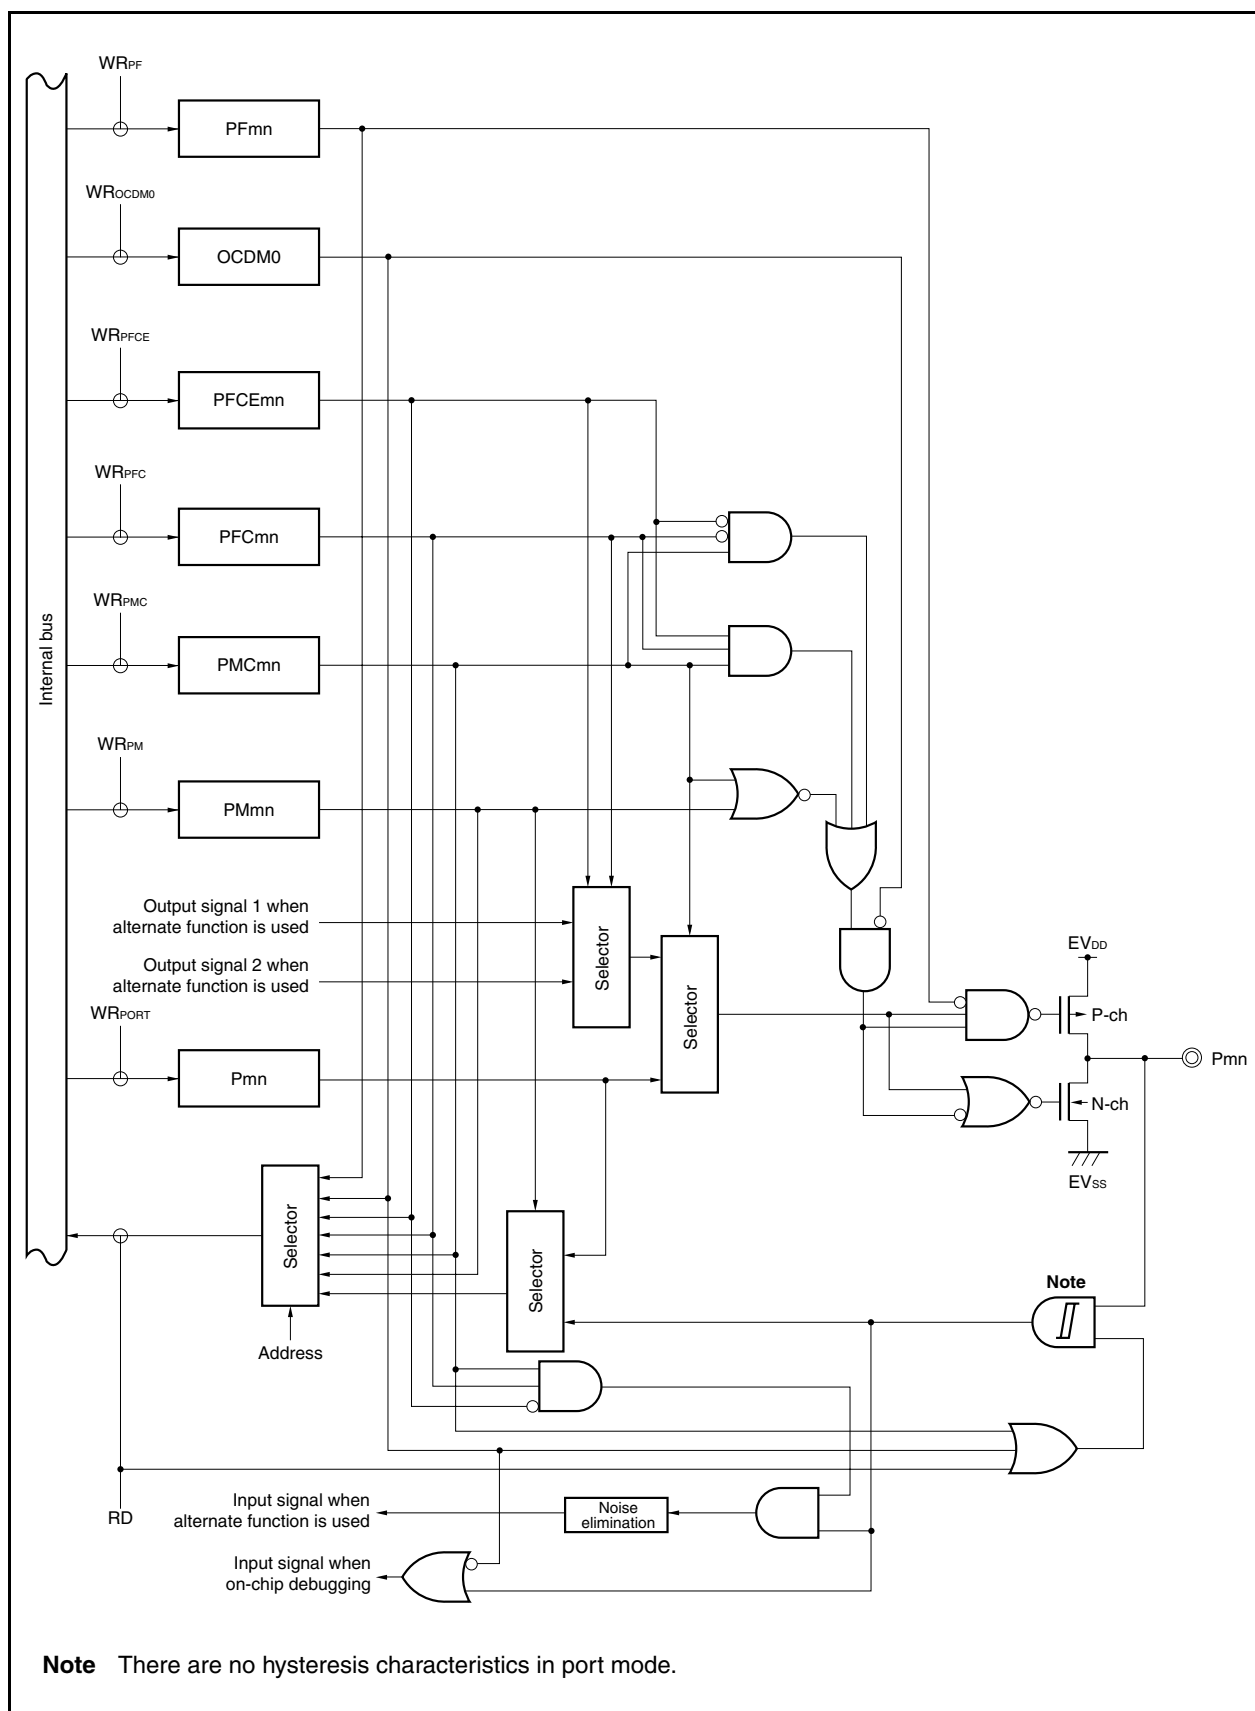 WRPF
PFmn
WROCDM0
OCDM0
WRPFCE
PFCEmn
WRPFC
PFCmn
WRPMC
PMCmn
Internal bus
WRPM
PMmn
Output signal 1 when
alternate function is used
Output signal 2 when
alternate function is used
Selector
Selector
EVDD
P-ch
WRPORT
Pmn
Pmn
N-ch
EVSS
Selector
Selector
Note
Address
RD
Input signal when
alternate function is used
Noise
elimination
Input signal when
on-chip debugging
Note There are no hysteresis characteristics in port mode.